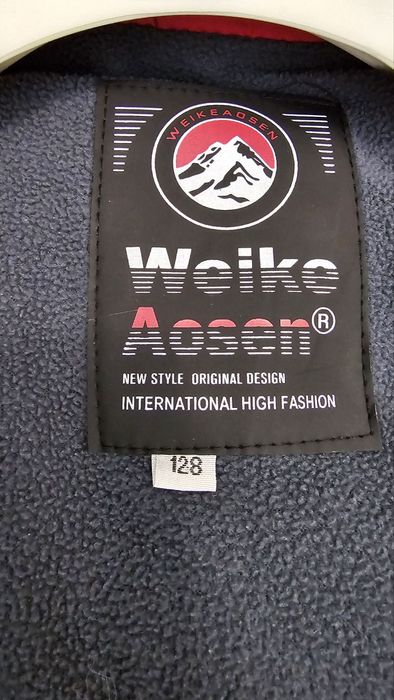 WEIKEAOSEN
Weike
Aosen®
NEW STYLE ORIGINAL DESIGN
INTERNATIONAL HIGH FASHION
128